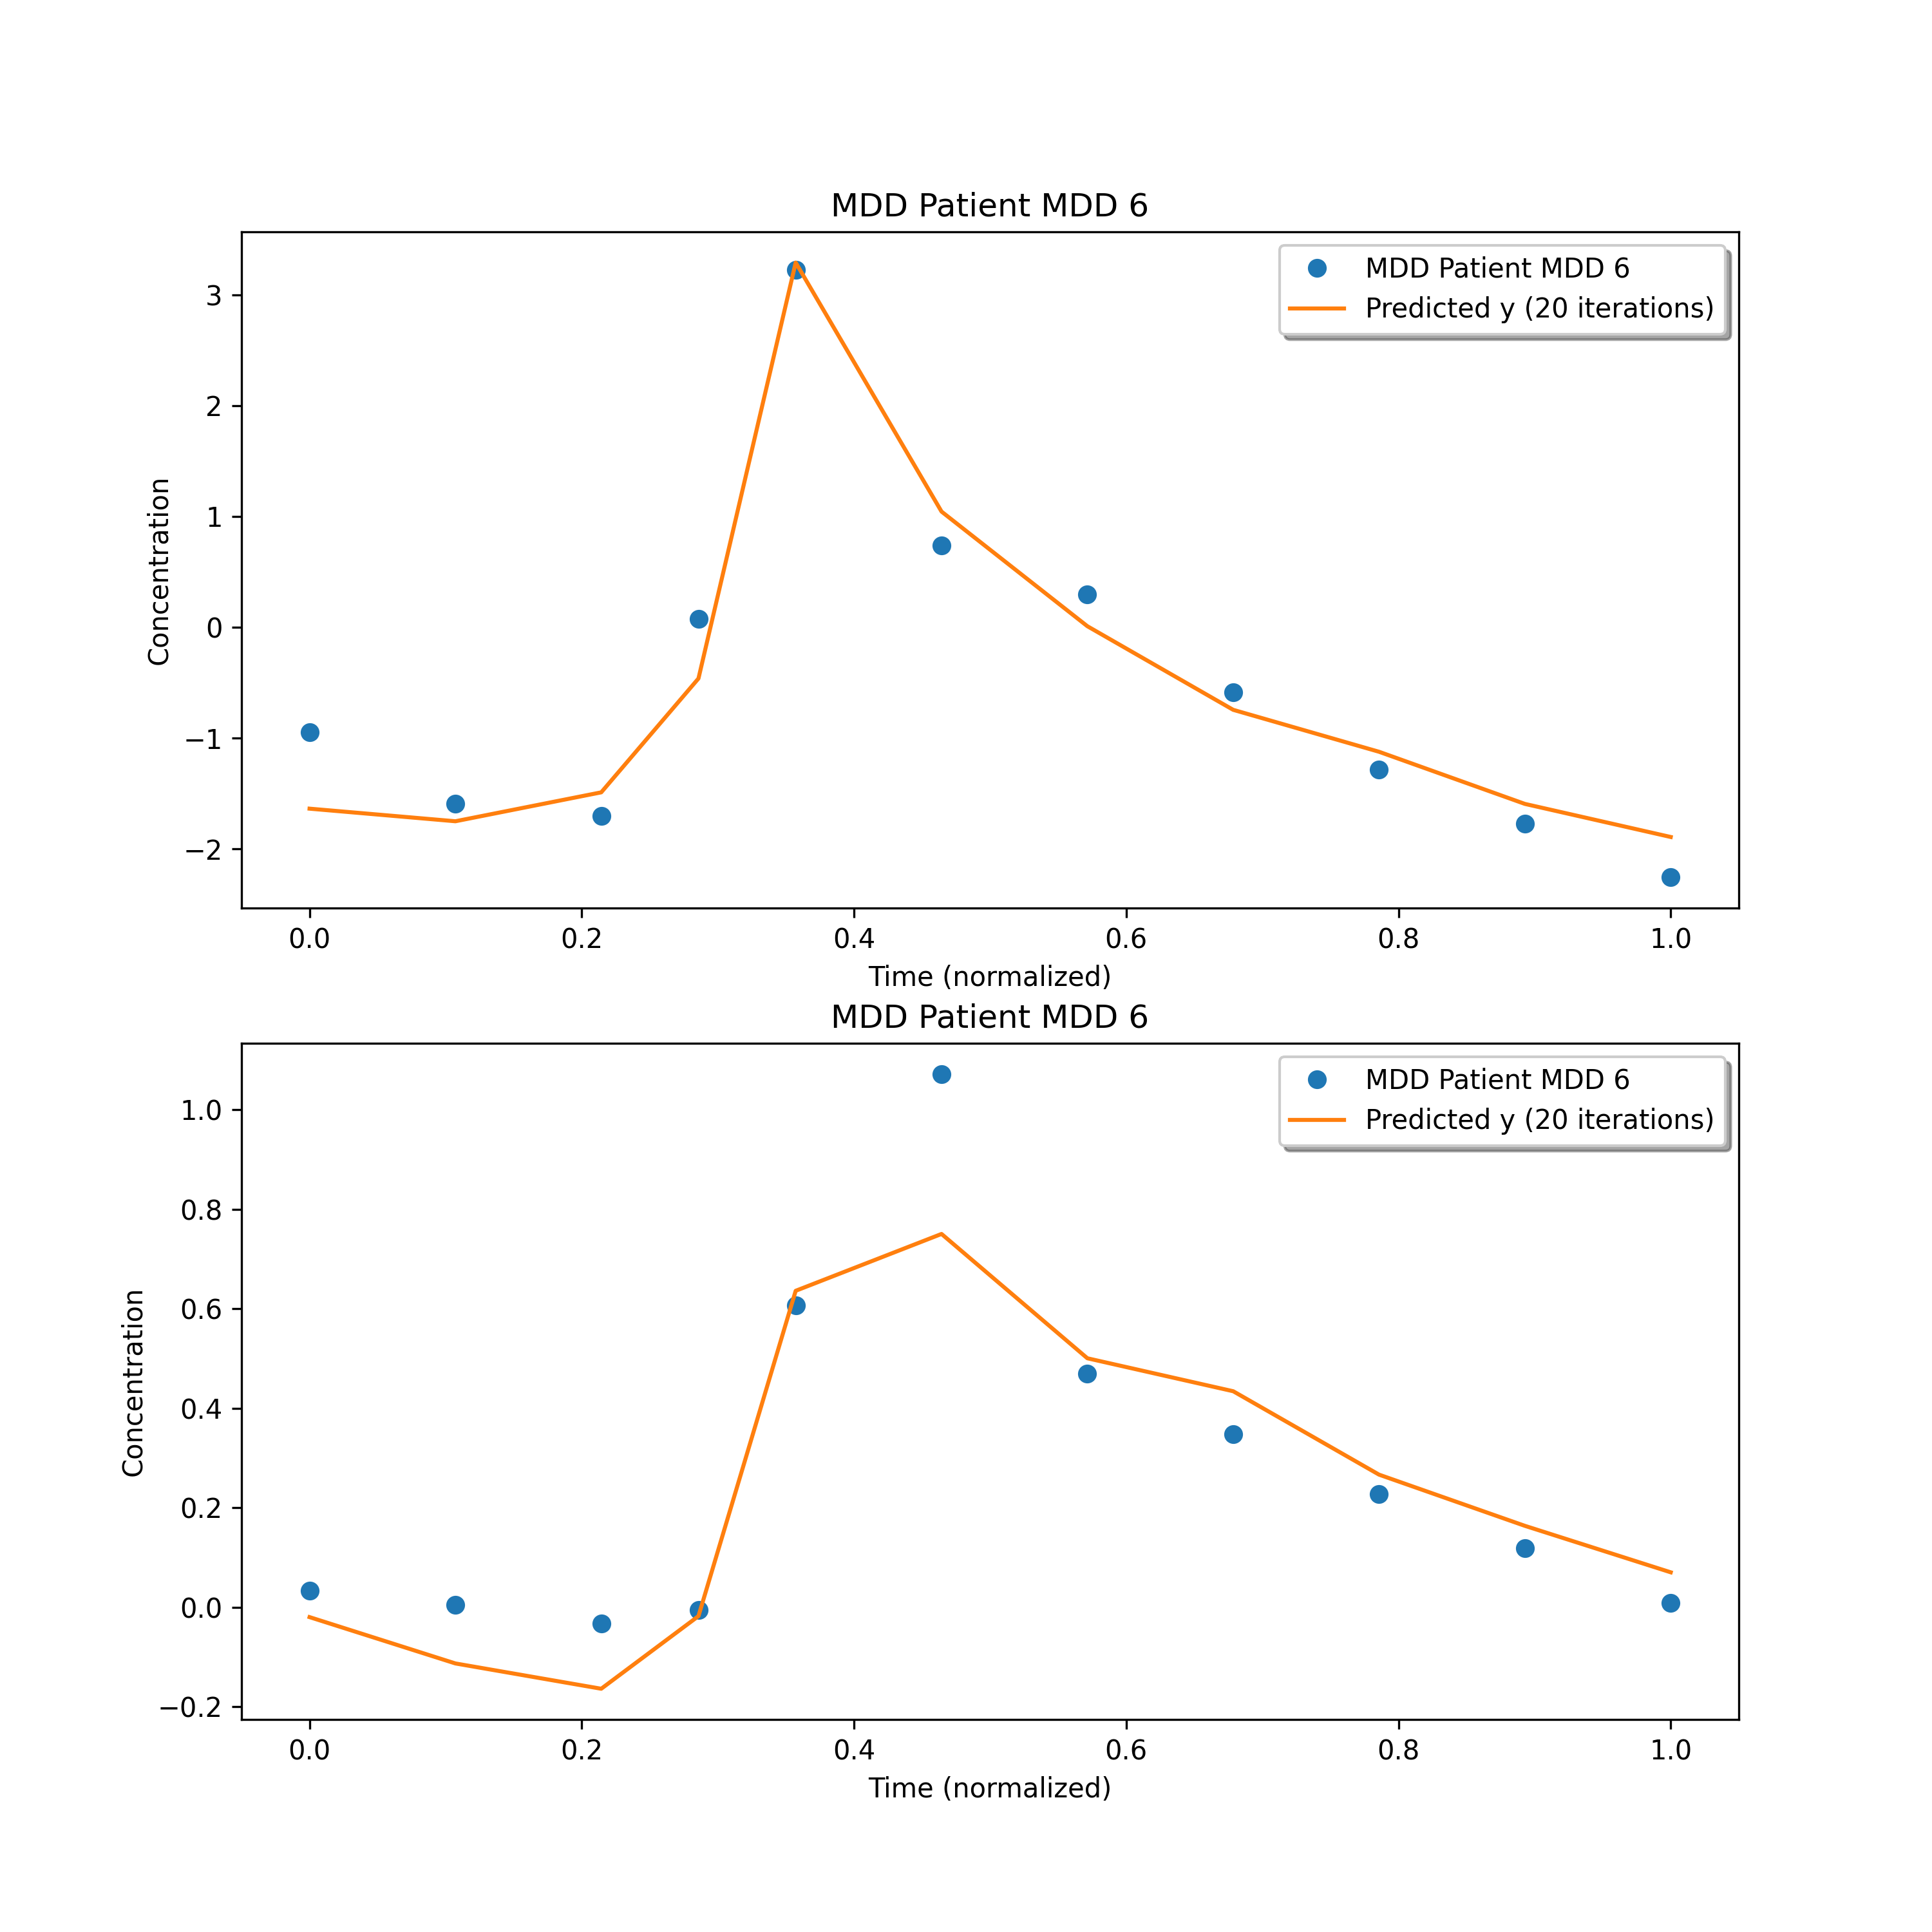 MDD Patient MDD 6
MDD Patient MDD 6
Predicted y (20 iterations)
3
2
1
0
−1
−2
Concentration
0.0 0.2 0.4 0.6 0.8 1.0
Time (normalized)
MDD Patient MDD 6
MDD Patient MDD 6
Predicted y (20 iterations)
1.0
0.8
0.6
0.4
0.2
0.0
−0.2
Concentration
0.0 0.2 0.4 0.6 0.8 1.0
Time (normalized)